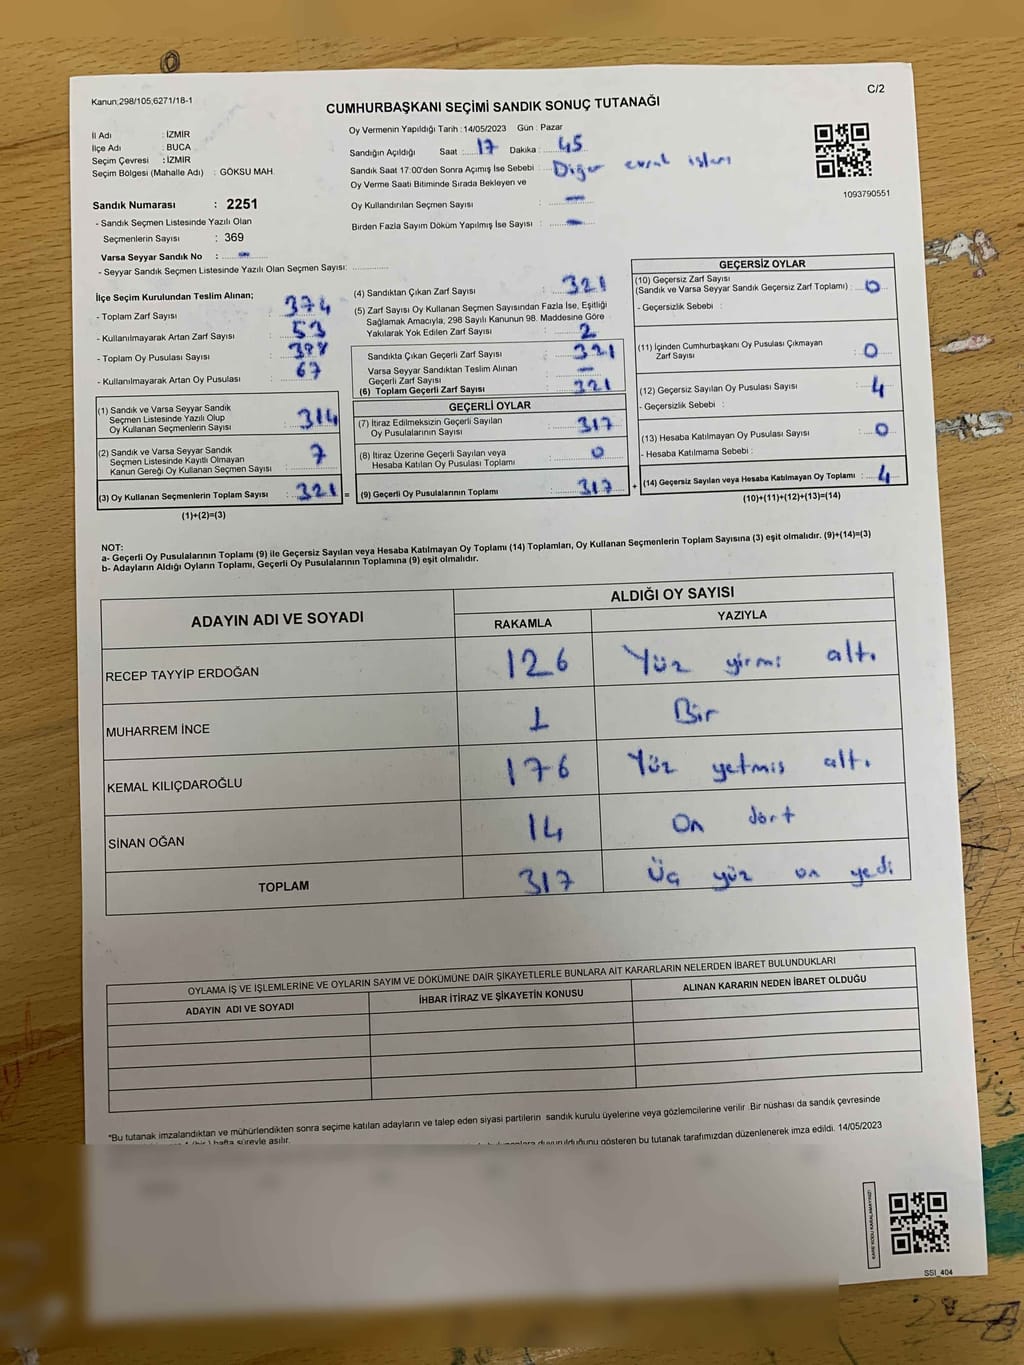 Kanun;298/105;6271/18-1
C/2
CUMHURBAŞKANI SEÇİMİ SANDIK SONUÇ TUTANAĞI
İl Adı : İZMİR
İlçe Adı : BUCA
Seçim Çevresi : İZMİR
Seçim Bölgesi (Mahalle Adı) : GÖKSU MAH.
Sandık Numarası : 2251
- Sandık Seçmen Listesinde Yazılı Olan
Seçmenlerin Sayısı : 369
Varsa Seyyar Sandık No : -
- Seyyar Sandık Seçmen Listesinde Yazılı Olan Seçmen Sayısı: ..............
Oy Vermenin Yapıldığı Tarih : 14/05/2023 Gün : Pazar
Sandığın Açıldığı Saat : 17 Dakika : 45
Sandık Saat 17:00'den Sonra Açımış İse Sebebi : Diğer evrak işleri
Oy Verme Saati Bitiminde Sırada Bekleyen ve
Oy Kullandırılan Seçmen Sayısı : -
Birden Fazla Sayım Döküm Yapılmış İse Sayısı : -
1093790551
İlçe Seçim Kurulundan Teslim Alınan;
- Toplam Zarf Sayısı : 374
- Kullanılmayarak Artan Zarf Sayısı : 53
- Toplam Oy Pusulası Sayısı :
- Kullanılmayarak Artan Oy Pusulası : 67
(1) Sandık ve Varsa Seyyar Sandık
Seçmen Listesinde Yazılı Olup
Oy Kullanan Seçmenlerin Sayısı : 314
(2) Sandık ve Varsa Seyyar Sandık
Seçmen Listesinde Kayıtlı Olmayan
Kanun Gereği Oy Kullanan Seçmen Sayısı : 7
(3) Oy Kullanan Seçmenlerin Toplam Sayısı : 321 =
(1)+(2)=(3)
(4) Sandıktan Çıkan Zarf Sayısı : 321
(5) Zarf Sayısı Oy Kullanan Seçmen Sayısından Fazla İse, Eşitliği
Sağlamak Amacıyla; 298 Sayılı Kanunun 98. Maddesine Göre
Yakılarak Yok Edilen Zarf Sayısı : 2
Sandıkta Çıkan Geçerli Zarf Sayısı : 321
Varsa Seyyar Sandıktan Teslim Alınan
Geçerli Zarf Sayısı : -
(6) Toplam Geçerli Zarf Sayısı : 321
GEÇERLİ OYLAR
(7) İtiraz Edilmeksizin Geçerli Sayılan
Oy Pusulalarının Sayısı : 317
(8) İtiraz Üzerine Geçerli Sayılan veya
Hesaba Katılan Oy Pusulası Toplamı : 0
(9) Geçerli Oy Pusulalarının Toplamı : 317 +
GEÇERSİZ OYLAR
(10) Geçersiz Zarf Sayısı
(Sandık ve Varsa Seyyar Sandık Geçersiz Zarf Toplamı) : 0
- Geçersizlik Sebebi :
(11) İçinden Cumhurbaşkanı Oy Pusulası Çıkmayan
Zarf Sayısı : 0
(12) Geçersiz Sayılan Oy Pusulası Sayısı : 4
- Geçersizlik Sebebi :
(13) Hesaba Katılmayan Oy Pusulası Sayısı : 0
- Hesaba Katılmama Sebebi :
(14) Geçersiz Sayılan veya Hesaba Katılmayan Oy Toplamı : 4
(10)+(11)+(12)+(13)=(14)
NOT:
a- Geçerli Oy Pusulalarının Toplamı (9) ile Geçersiz Sayılan veya Hesaba Katılmayan Oy Toplamı (14) Toplamları, Oy Kullanan Seçmenlerin Toplam Sayısına (3) eşit olmalıdır. (9)+(14)=(3)
b- Adayların Aldığı Oyların Toplamı, Geçerli Oy Pusulalarının Toplamına (9) eşit olmalıdır.
ADAYIN ADI VE SOYADI ALDIĞI OY SAYISI
RAKAMLA YAZIYLA
RECEP TAYYİP ERDOĞAN 126 Yüz yirmi altı
MUHARREM İNCE 1 Bir
KEMAL KILIÇDAROĞLU 176 Yüz yetmis altı
SİNAN OĞAN 14 On dört
TOPLAM 317 Üç yüz on yedi
OYLAMA İŞ VE İŞLEMLERİNE VE OYLARIN SAYIM VE DÖKÜMÜNE DAİR ŞİKAYETLERLE BUNLARA AİT KARARLARIN NELERDEN İBARET BULUNDUKLARI
ADAYIN ADI VE SOYADI İHBAR İTİRAZ VE ŞİKAYETİN KONUSU ALINAN KARARIN NEDEN İBARET OLDUĞU
*Bu tutanak imzalandıktan ve mühürlendikten sonra seçime katılan adayların ve talep eden siyasi partilerin sandık kurulu üyelerine veya gözlemcilerine verilir. Bir nüshası da sandık çevresinde
1 (bir) hafta süreyle asılır.
duyurulduğunu gösteren bu tutanak tarafımızdan düzenlenerek imza edildi. 14/05/2023
KARE KODU KARALAMAYINIZ!
SSI_404